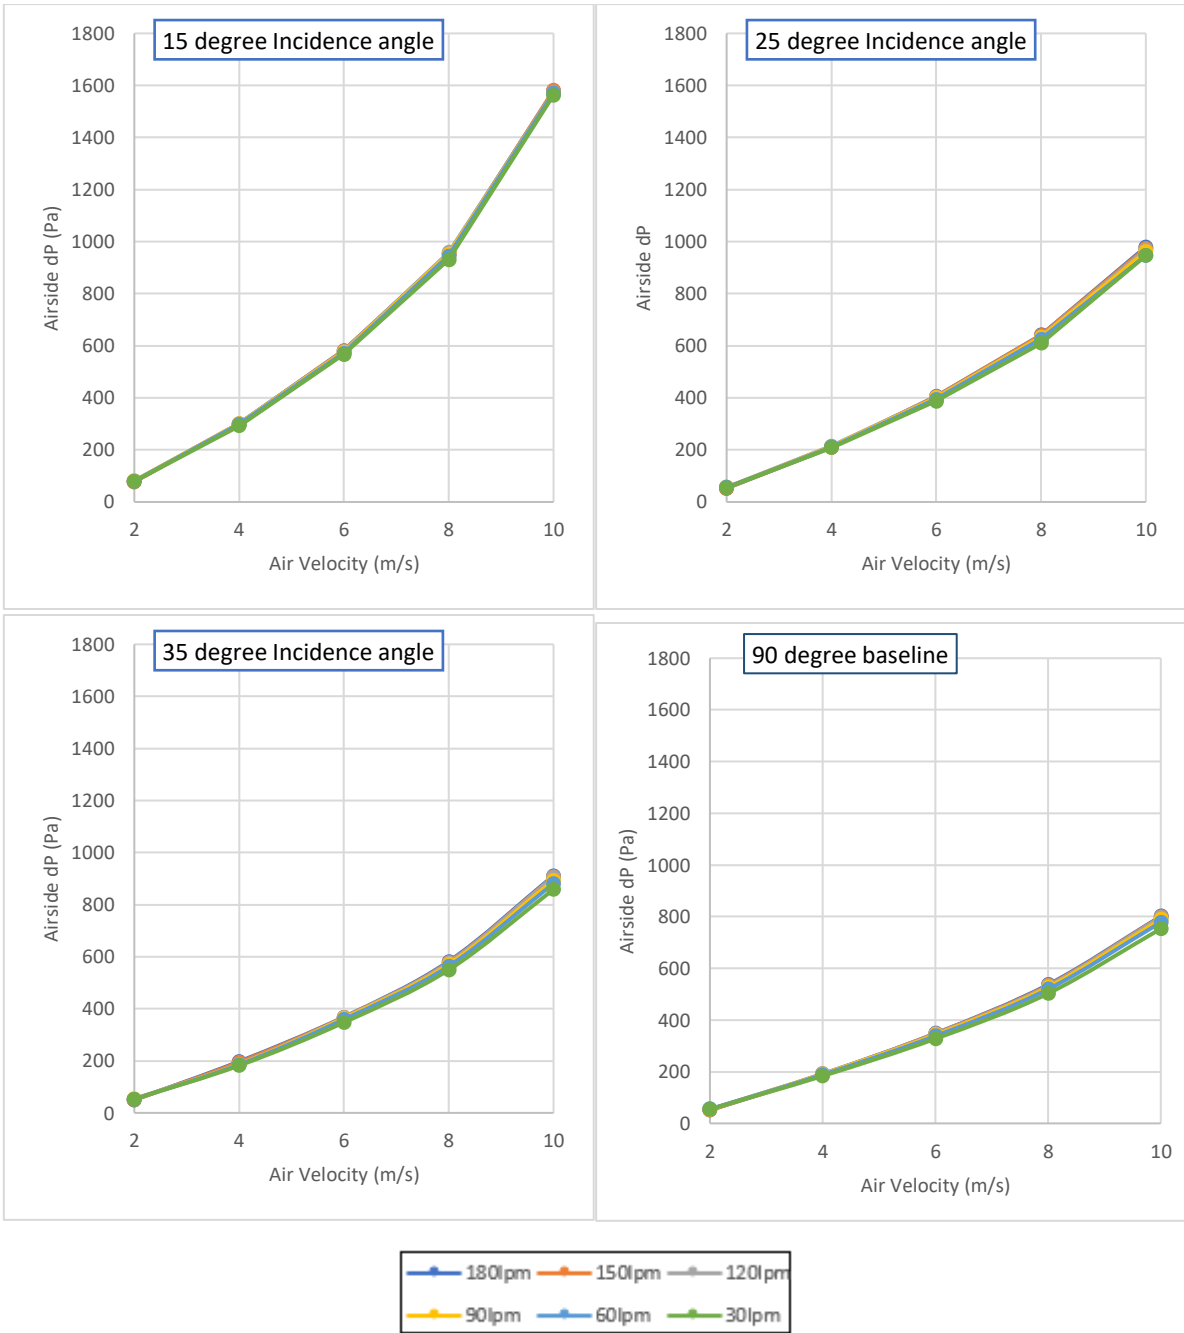 15 degree Incidence angle
1800
1600
1400
1200
1000
800
600
400
200
0
Airside dP (Pa)
2 4 6 8 10
Air Velocity (m/s)
25 degree Incidence angle
1800
1600
1400
1200
1000
800
600
400
200
0
Airside dP
2 4 6 8 10
Air Velocity (m/s)
35 degree Incidence angle
1800
1600
1400
1200
1000
800
600
400
200
0
Airside dP (Pa)
2 4 6 8 10
Air Velocity (m/s)
90 degree baseline
1800
1600
1400
1200
1000
800
600
400
200
0
Airside dP (Pa)
2 4 6 8 10
Air Velocity (m/s)
180lpm 150lpm 120lpm
90lpm 60lpm 30lpm